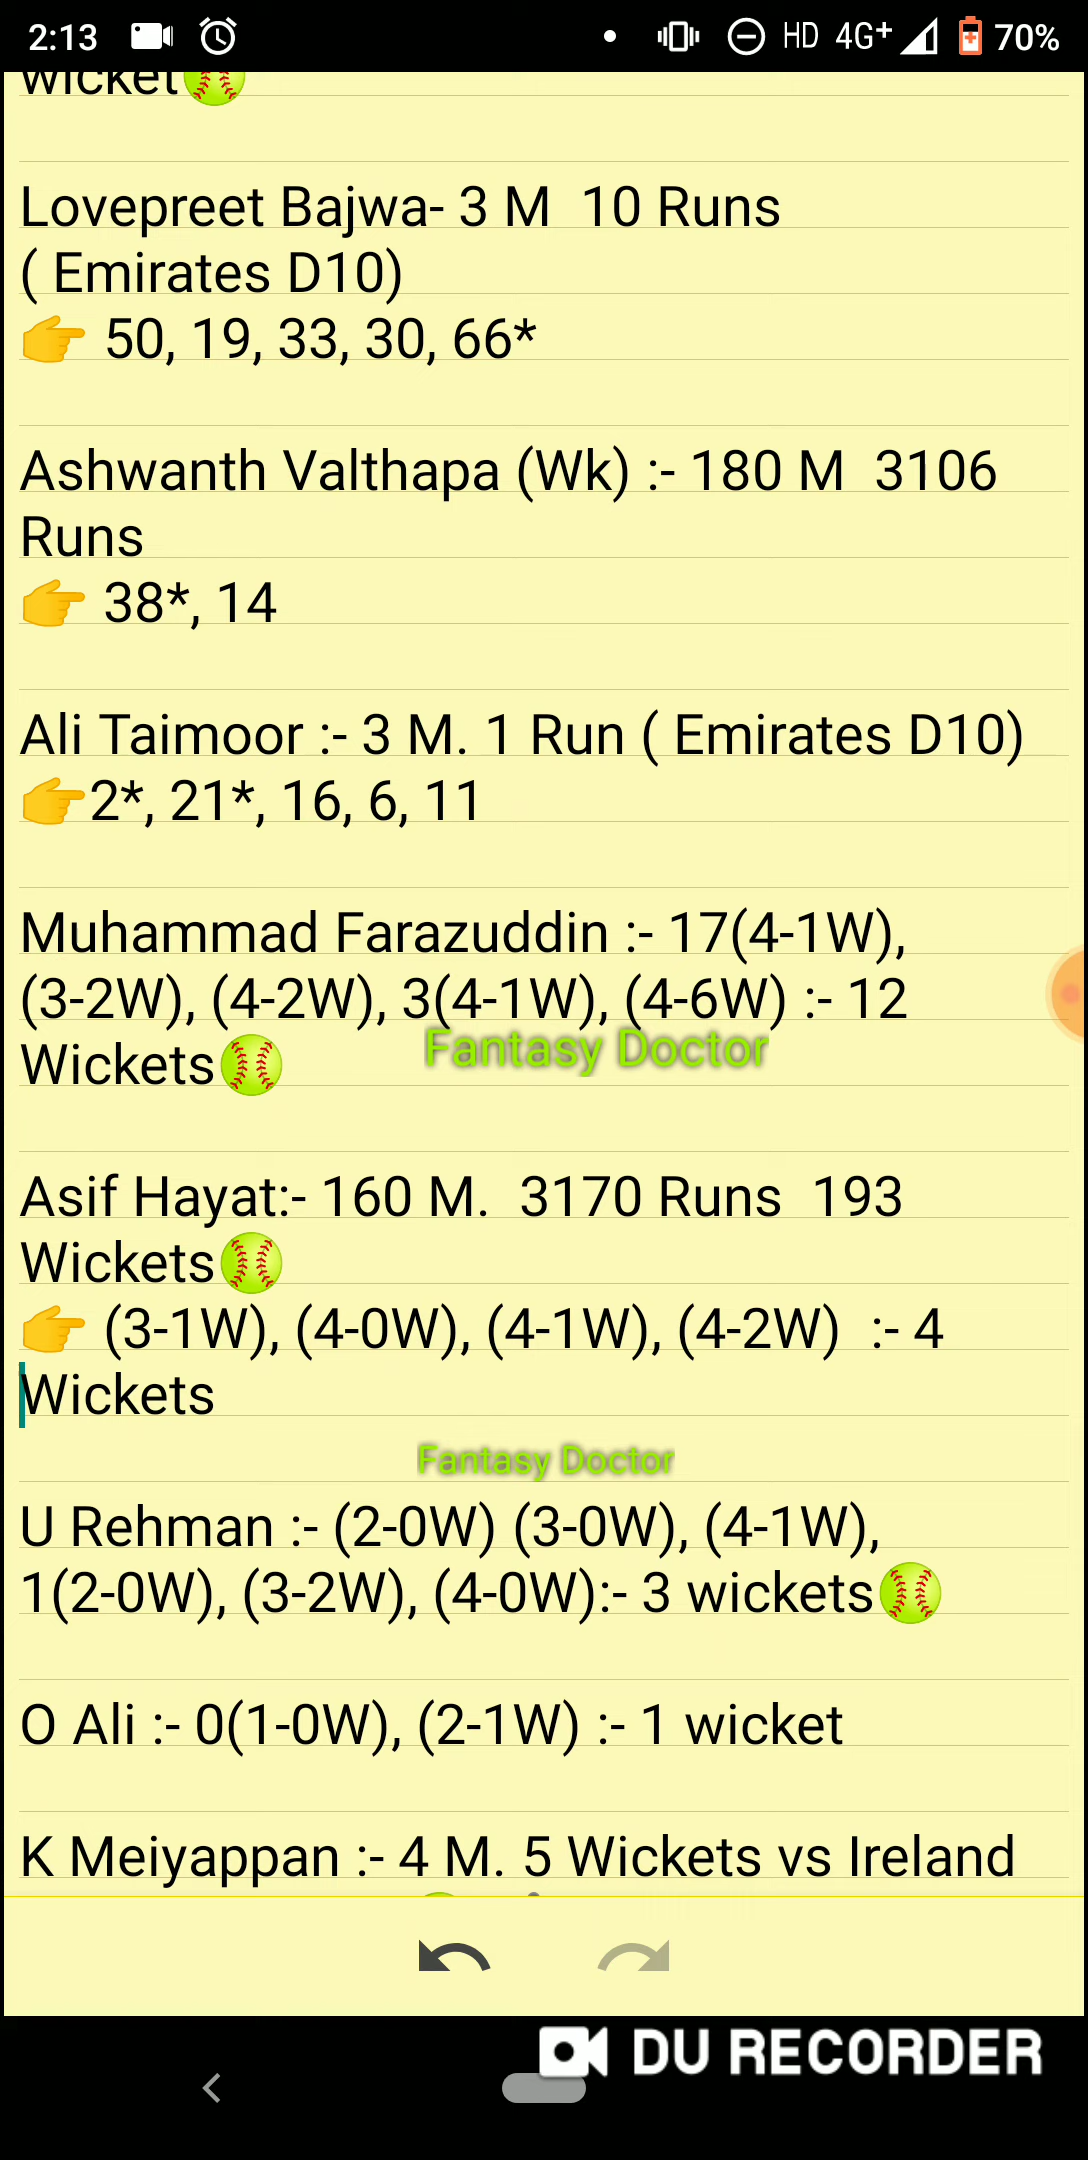 2:13 HD 4G+ 70%
wicket🥎
Lovepreet Bajwa- 3 M  10 Runs
( Emirates D10)
👉 50, 19, 33, 30, 66*
Ashwanth Valthapa (Wk) :- 180 M  3106
Runs
👉 38*, 14
Ali Taimoor :- 3 M. 1 Run ( Emirates D10)
👉2*, 21*, 16, 6, 11
Muhammad Farazuddin :- 17(4-1W),
(3-2W), (4-2W), 3(4-1W), (4-6W) :- 12
Wickets🥎
Fantasy Doctor
Asif Hayat:- 160 M.  3170 Runs  193
Wickets🥎
👉 (3-1W), (4-0W), (4-1W), (4-2W)  :- 4
Wickets
Fantasy Doctor
U Rehman :- (2-0W) (3-0W), (4-1W),
1(2-0W), (3-2W), (4-0W):- 3 wickets🥎
O Ali :- 0(1-0W), (2-1W) :- 1 wicket
K Meiyappan :- 4 M. 5 Wickets vs Ireland
DU RECORDER